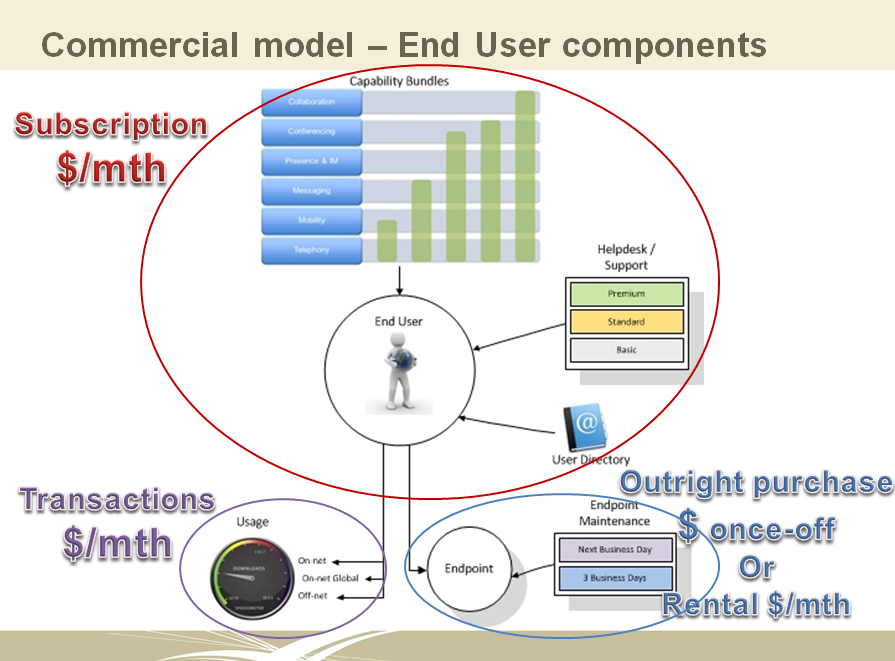 Commercial model – End User components
Capability Bundles
Subscription
$/mth
Collaboration
Conferencing
Presence & IM
Messaging
Mobility
Telephony
Helpdesk /
Support
Premium
Standard
Basic
End User
User Directory
Transactions
$/mth
Usage
DOWNLOADS
SPEEDOMETER
On-net
On-net Global
Off-net
Endpoint
Endpoint
Maintenance
Next Business Day
3 Business Days
Outright purchase
$ once-off
Or
Rental $/mth